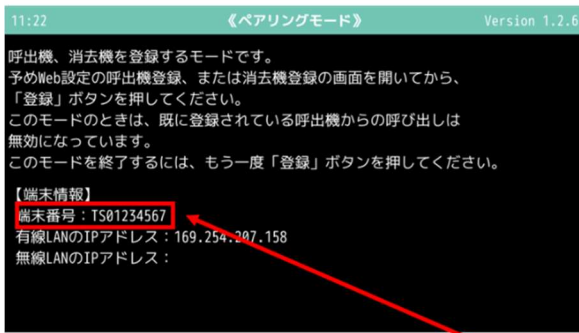 11:22 《ペアリングモード》 Version 1.2.6
呼出機、消去機を登録するモードです。
予めWeb設定の呼出機登録、または消去機登録の画面を開いてから、
「登録」ボタンを押してください。
このモードのときは、既に登録されている呼出機からの呼び出しは
無効になっています。
このモードを終了するには、もう一度「登録」ボタンを押してください。
【端末情報】
端末番号：TS01234567
有線LANのIPアドレス：169.254.207.158
無線LANのIPアドレス：